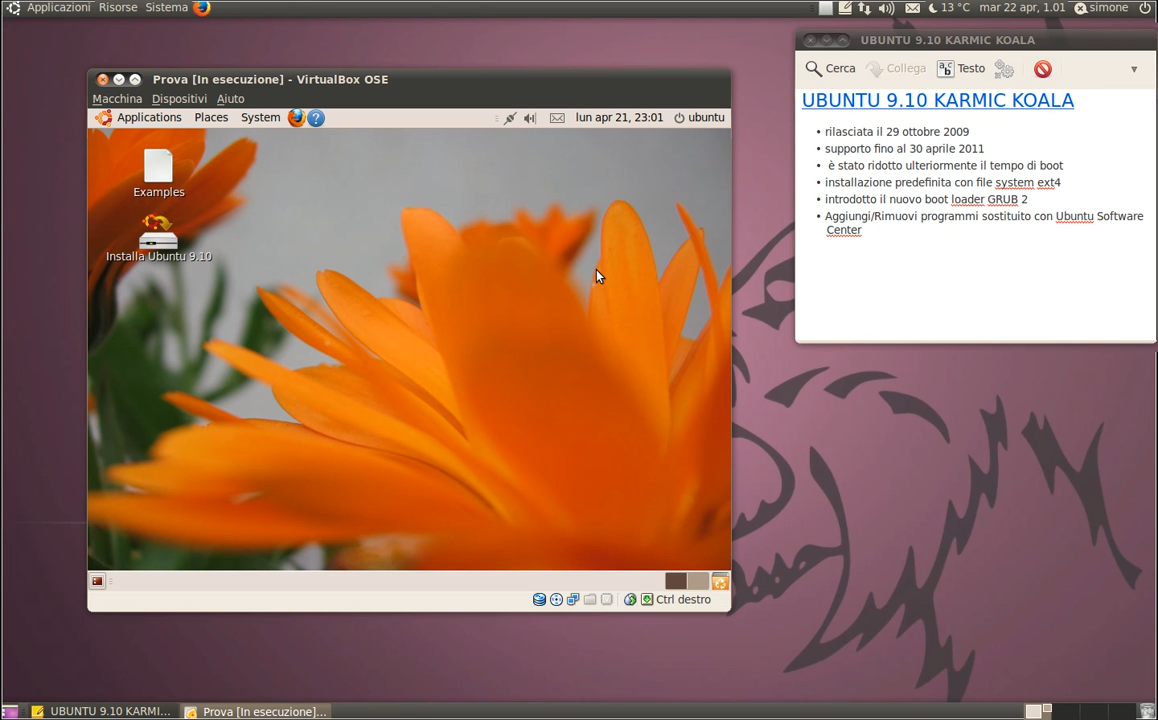 Applicazioni Risorse Sistema 13 °C mar 22 apr, 1.01 simone
Prova [In esecuzione] - VirtualBox OSE
Macchina Dispositivi Aiuto
Applications Places System lun apr 21, 23:01 ubuntu
Examples
Installa Ubuntu 9.10
Ctrl destro
UBUNTU 9.10 KARMIC KOALA
Cerca Collega Testo
UBUNTU 9.10 KARMIC KOALA
• rilasciata il 29 ottobre 2009
• supporto fino al 30 aprile 2011
• è stato ridotto ulteriormente il tempo di boot
• installazione predefinita con file system ext4
• introdotto il nuovo boot loader GRUB 2
• Aggiungi/Rimuovi programmi sostituito con Ubuntu Software
Center
UBUNTU 9.10 KARMI... Prova [In esecuzione]...